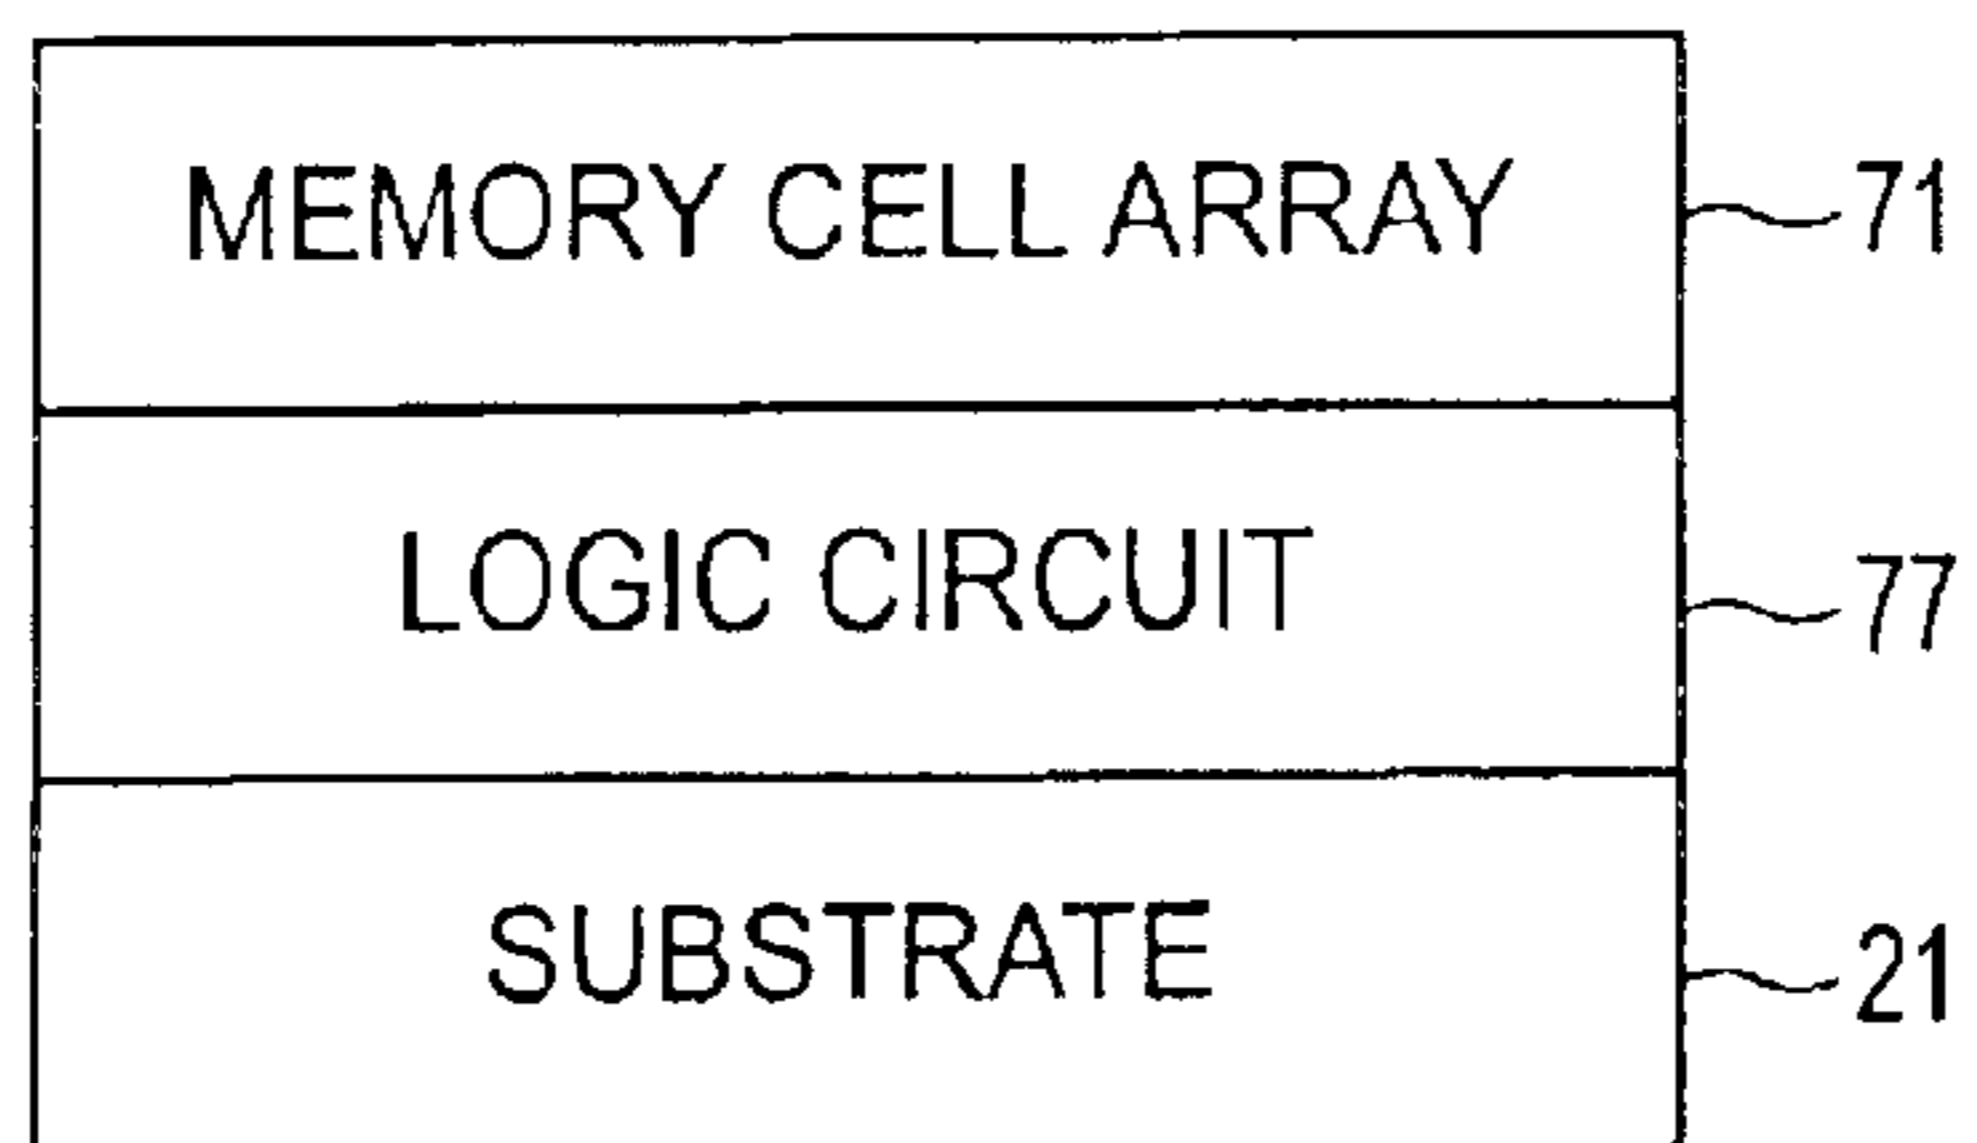 MEMORY CELL ARRAY 71
LOGIC CIRCUIT 77
SUBSTRATE 21